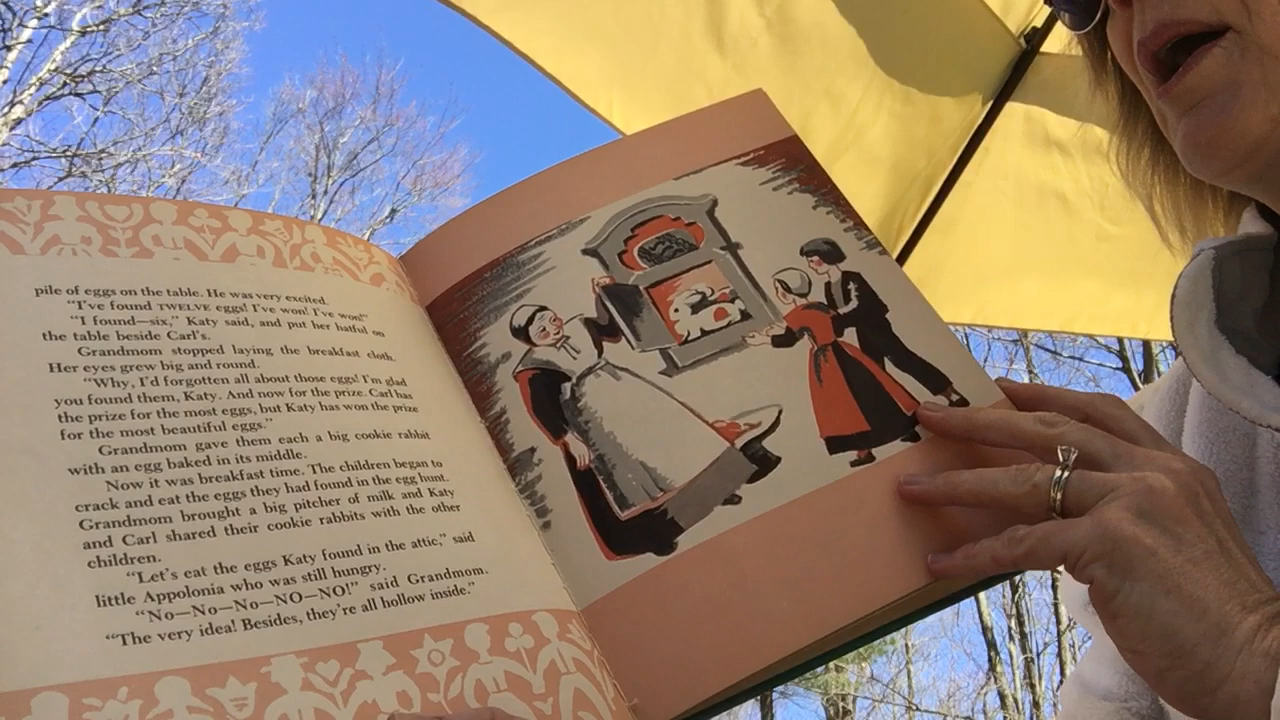 pile of eggs on the table. He was very excited.
“I’ve found TWELVE eggs! I’ve won! I’ve won!”
“I found—six,” Katy said, and put her hatful on
the table beside Carl’s.
Grandmom stopped laying the breakfast cloth.
Her eyes grew big and round.
“Why, I’d forgotten all about those eggs! I’m glad
you found them, Katy. And now for the prize. Carl has
the prize for the most eggs, but Katy has won the prize
for the most beautiful eggs.”
Grandmom gave them each a big cookie rabbit
with an egg baked in its middle.
Now it was breakfast time. The children began to
crack and eat the eggs they had found in the egg hunt.
Grandmom brought a big pitcher of milk and Katy
and Carl shared their cookie rabbits with the other
children.
“Let’s eat the eggs Katy found in the attic,” said
little Appolonia who was still hungry.
“No—No—No—NO—NO!” said Grandmom.
“The very idea! Besides, they’re all hollow inside.”